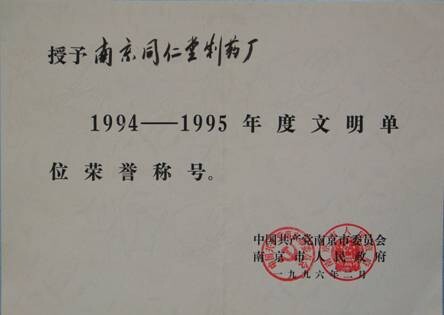 授予南京同仁堂制药厂
1994——1995年度文明单
位荣誉称号。
中国共产党南京市委员会
南京市人民政府
一九九六年二月